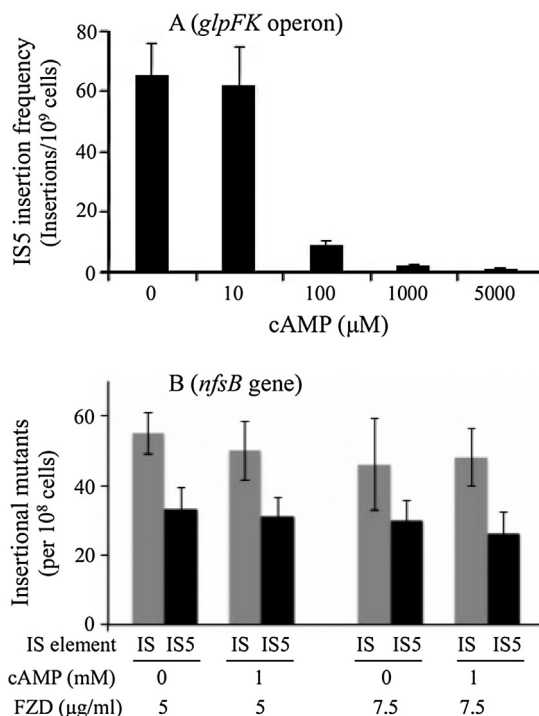 A (glpFK operon)
IS5 insertion frequency
(Insertions/10⁹ cells)
80
60
40
20
0
0 10 100 1000 5000
cAMP (μM)
B (nfsB gene)
Insertional mutants
(per 10⁸ cells)
60
40
20
0
IS element IS IS5 IS IS5 IS IS5 IS IS5
cAMP (mM) 0 1 0 1
FZD (μg/ml) 5 5 7.5 7.5